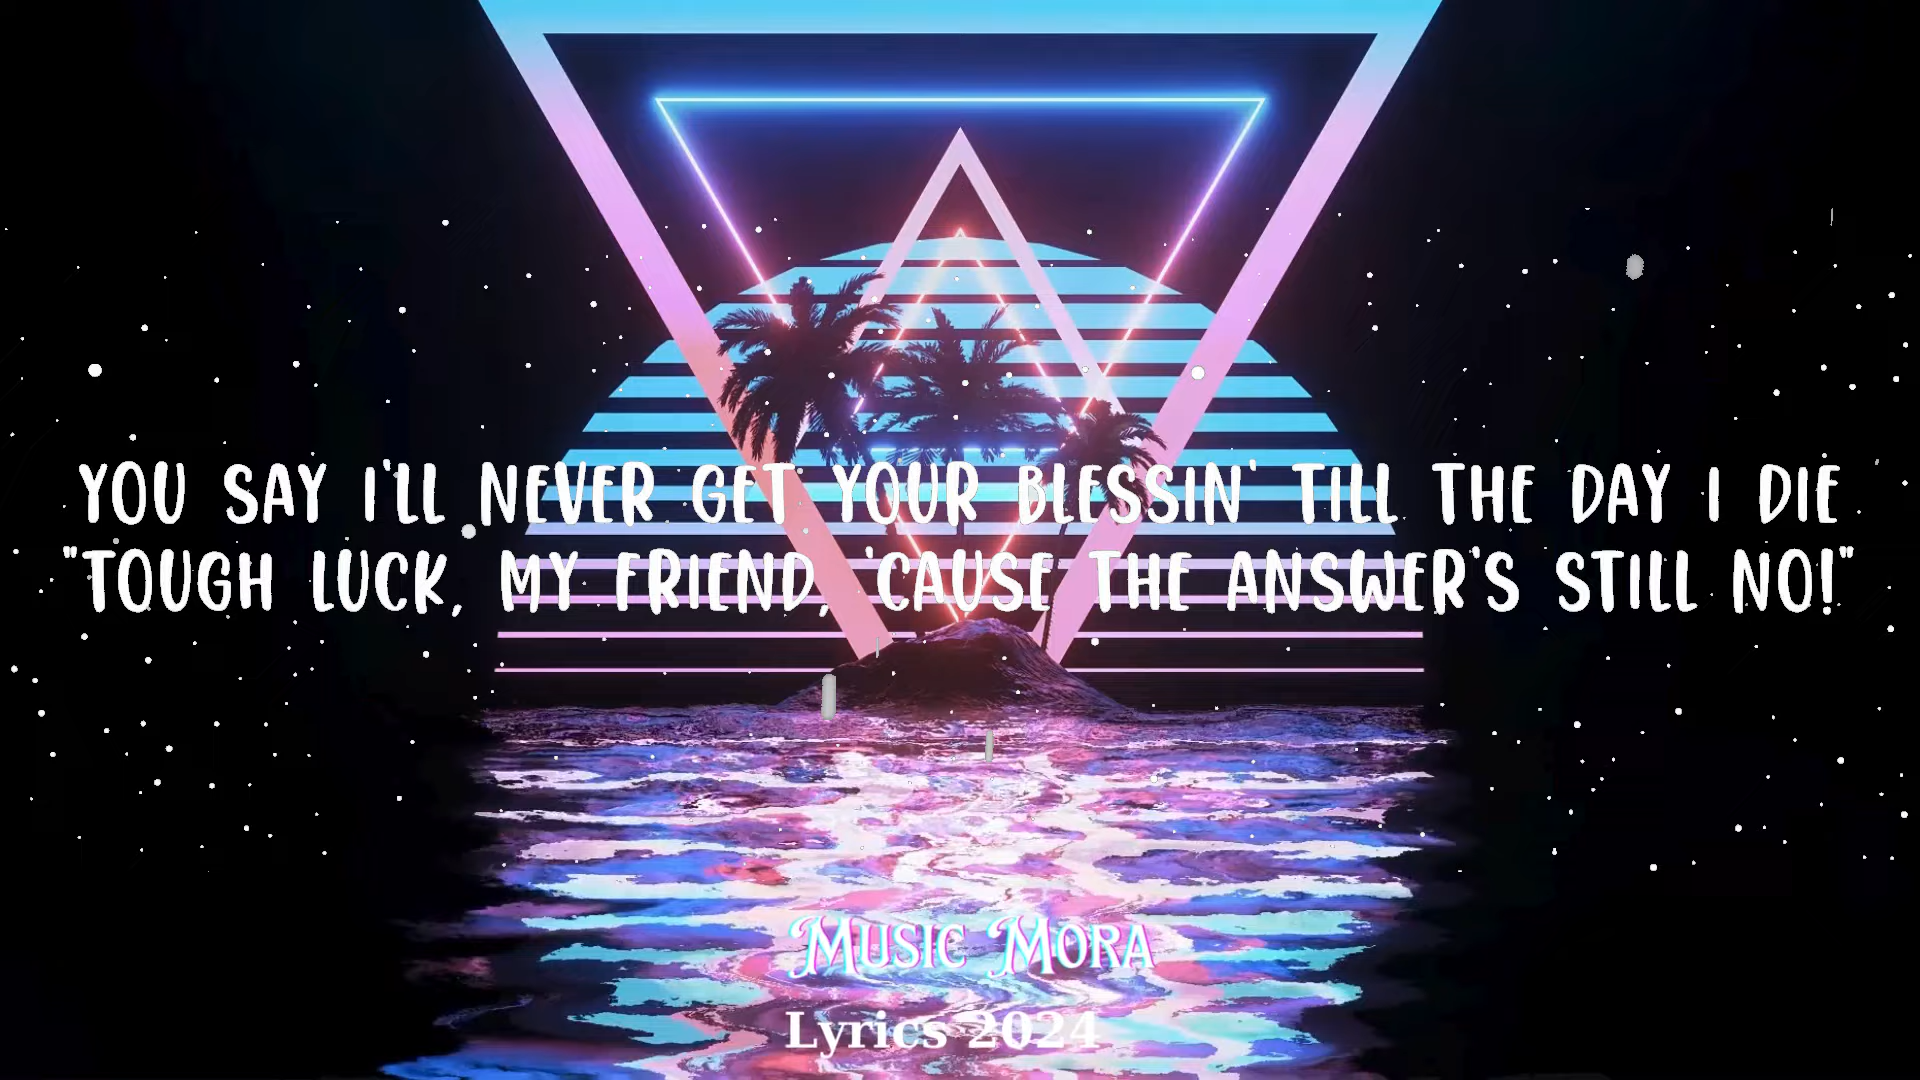 YOU SAY I'LL NEVER GET YOUR BLESSIN' TILL THE DAY I DIE
"TOUGH LUCK, MY FRIEND, 'CAUSE THE ANSWER'S STILL NO!"
MUSIC MORA
Lyrics 2024